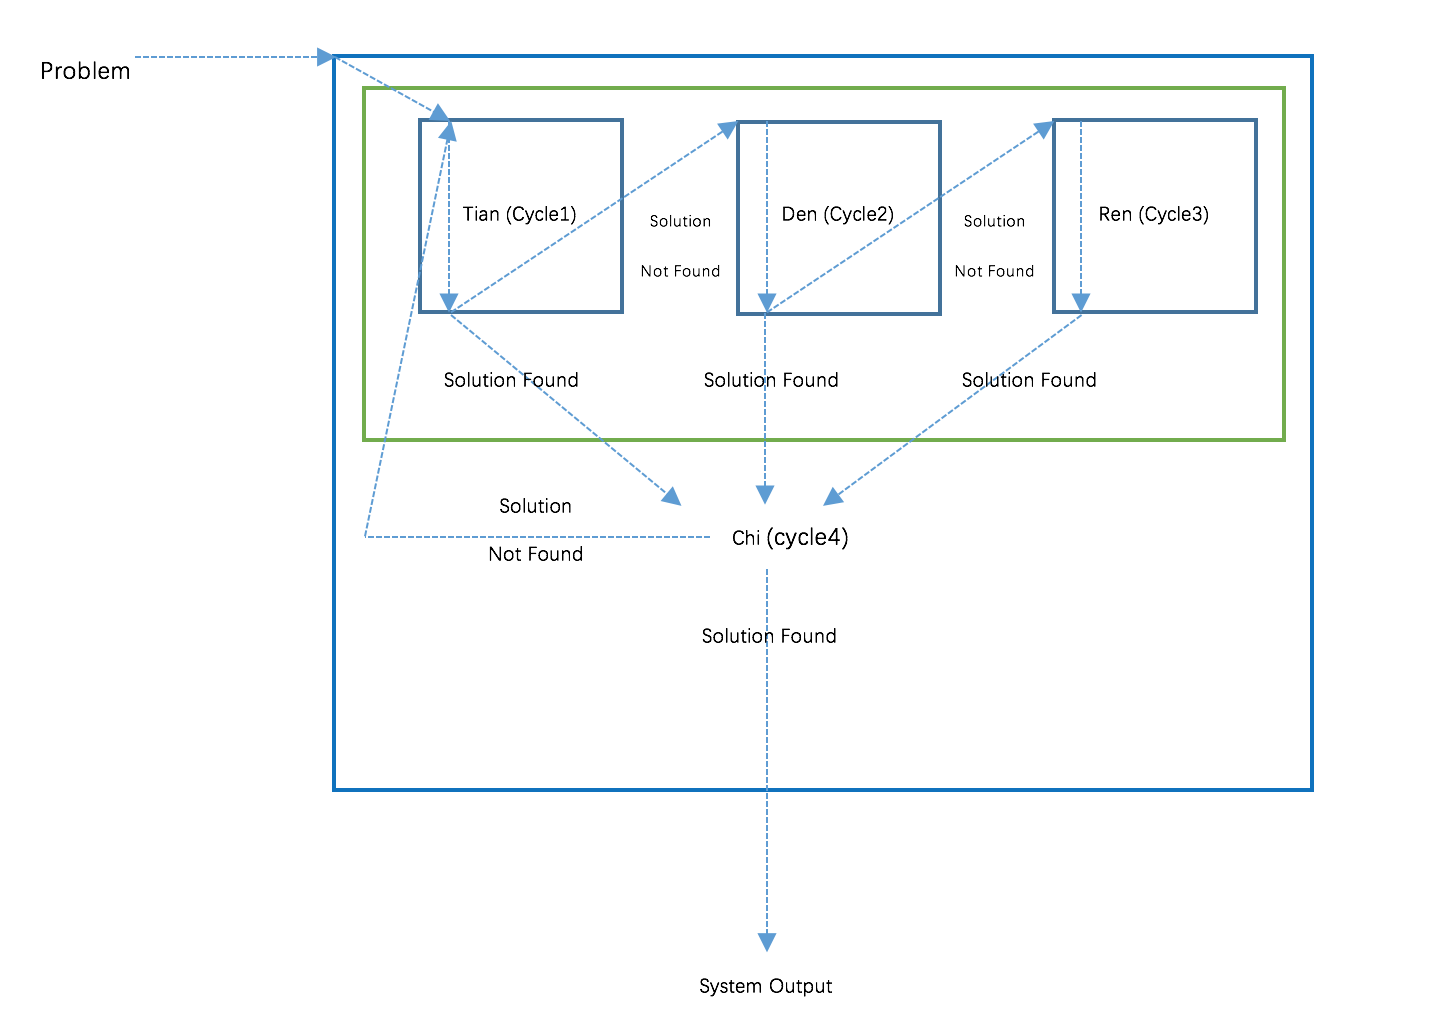 Problem
Tian (Cycle1)
Den (Cycle2)
Ren (Cycle3)
Solution
Not Found
Solution
Not Found
Solution Found
Solution Found
Solution Found
Solution
Not Found
Chi (cycle4)
Solution Found
System Output